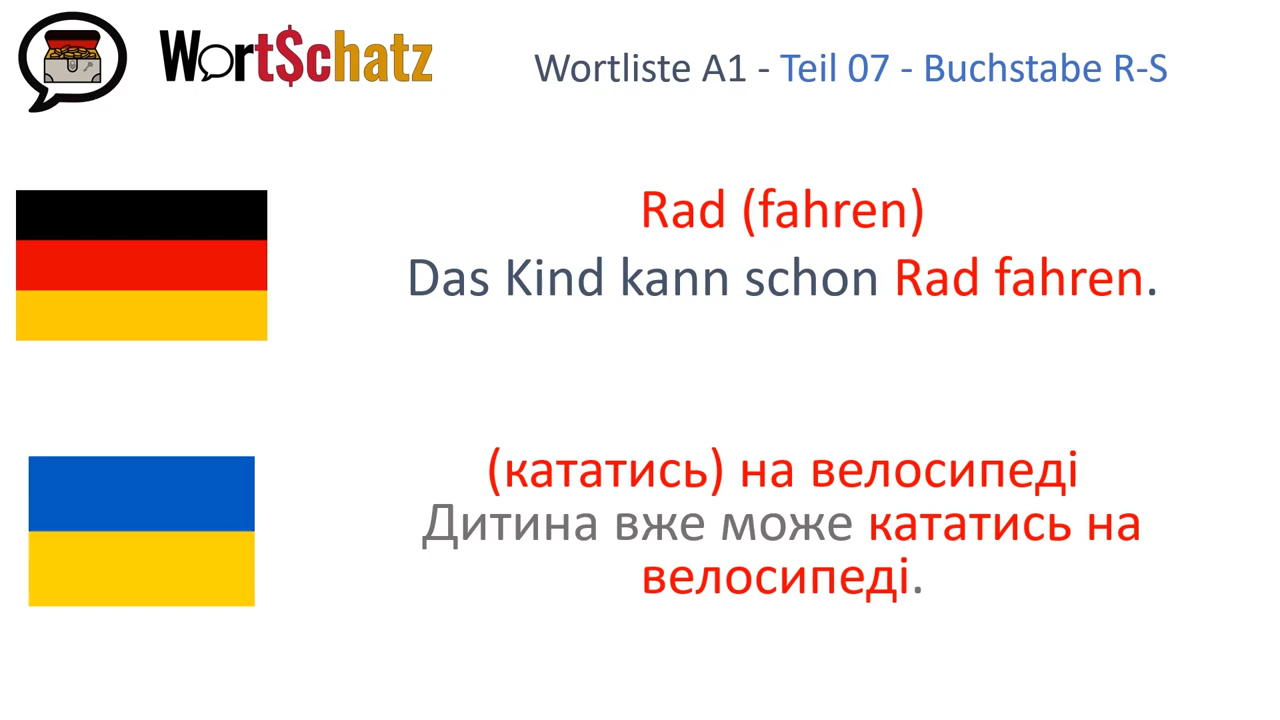 Wort$chatz
Wortliste A1 - Teil 07 - Buchstabe R-S
Rad (fahren)
Das Kind kann schon Rad fahren.
(кататись) на велосипеді
Дитина вже може кататись на
велосипеді.